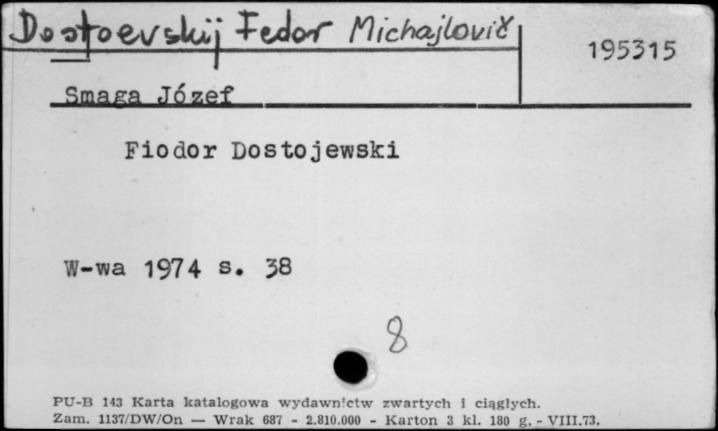 Dostoevskij Fedor Michajlovič
195315
Smaga Józef
Fiodor Dostojewski
W-wa 1974 s. 38
8
PU-B 143 Karta katalogowa wydawnictw zwartych i ciągłych.
Zam. 1137/DW/On — Wrak 687 - 2.810.000 - Karton 3 kl. 180 g. - VIII.73.